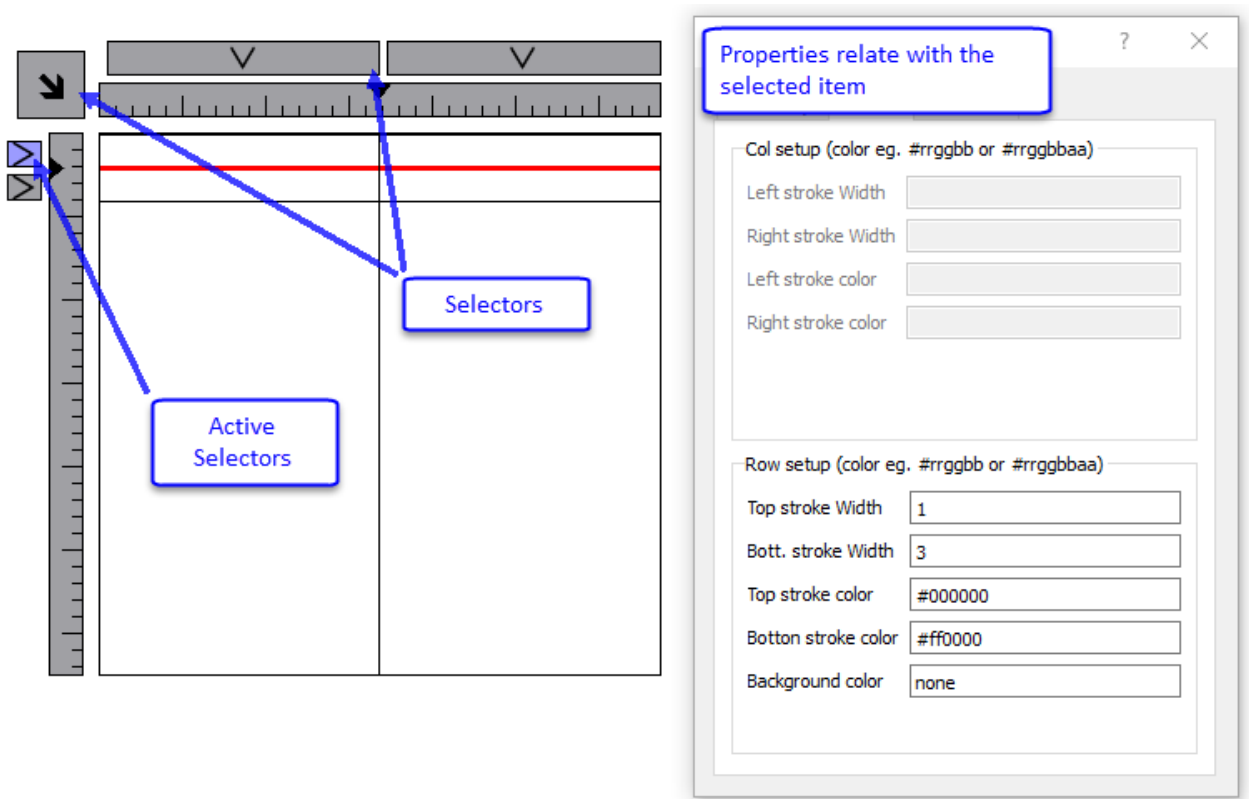 Properties relate with the
selected item
?
Col setup (color eg. #rrggbb or #rrggbbaa)
Left stroke Width
Right stroke Width
Left stroke color
Right stroke color
Selectors
Active
Selectors
Row setup (color eg. #rrggbb or #rrggbbaa)
Top stroke Width 1
Bott. stroke Width 3
Top stroke color #000000
Botton stroke color #ff0000
Background color none